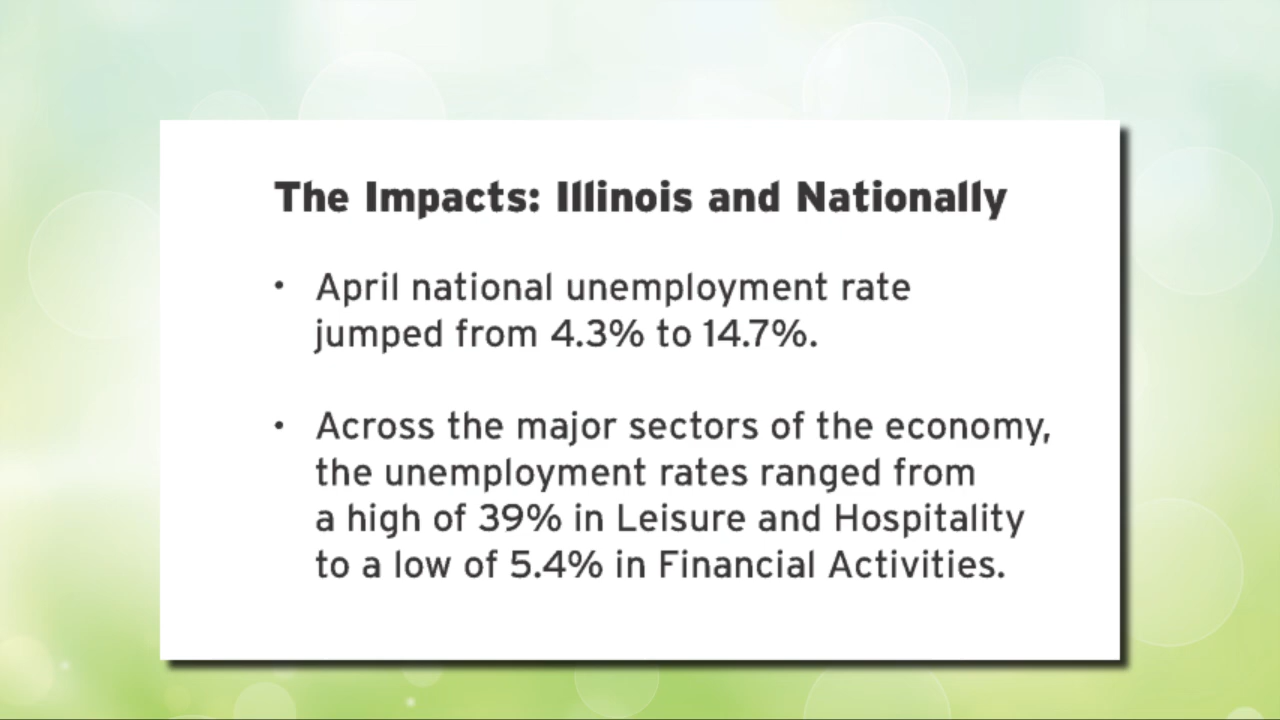 The Impacts: Illinois and Nationally
• April national unemployment rate
jumped from 4.3% to 14.7%.
• Across the major sectors of the economy,
the unemployment rates ranged from
a high of 39% in Leisure and Hospitality
to a low of 5.4% in Financial Activities.